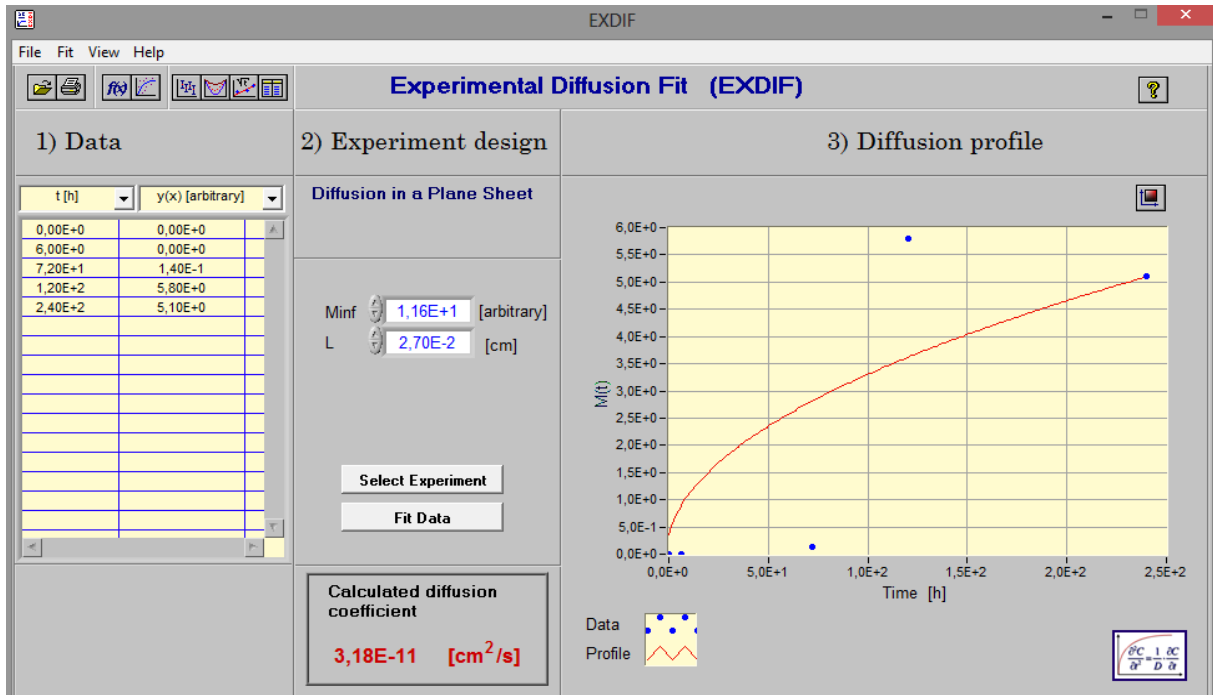 EXDIF
File Fit View Help
Experimental Diffusion Fit (EXDIF)
?
1) Data
2) Experiment design
3) Diffusion profile
t [h] y(x) [arbitrary]
0,00E+0 0,00E+0
6,00E+0 0,00E+0
7,20E+1 1,40E-1
1,20E+2 5,80E+0
2,40E+2 5,10E+0
Diffusion in a Plane Sheet
Minf 1,16E+1 [arbitrary]
L 2,70E-2 [cm]
Select Experiment
Fit Data
Calculated diffusion
coefficient
3,18E-11 [cm²/s]
M(t)
6,0E+0
5,5E+0
5,0E+0
4,5E+0
4,0E+0
3,5E+0
3,0E+0
2,5E+0
2,0E+0
1,5E+0
1,0E+0
5,0E-1
0,0E+0
0,0E+0 5,0E+1 1,0E+2 1,5E+2 2,0E+2 2,5E+2
Time [h]
Data
Profile